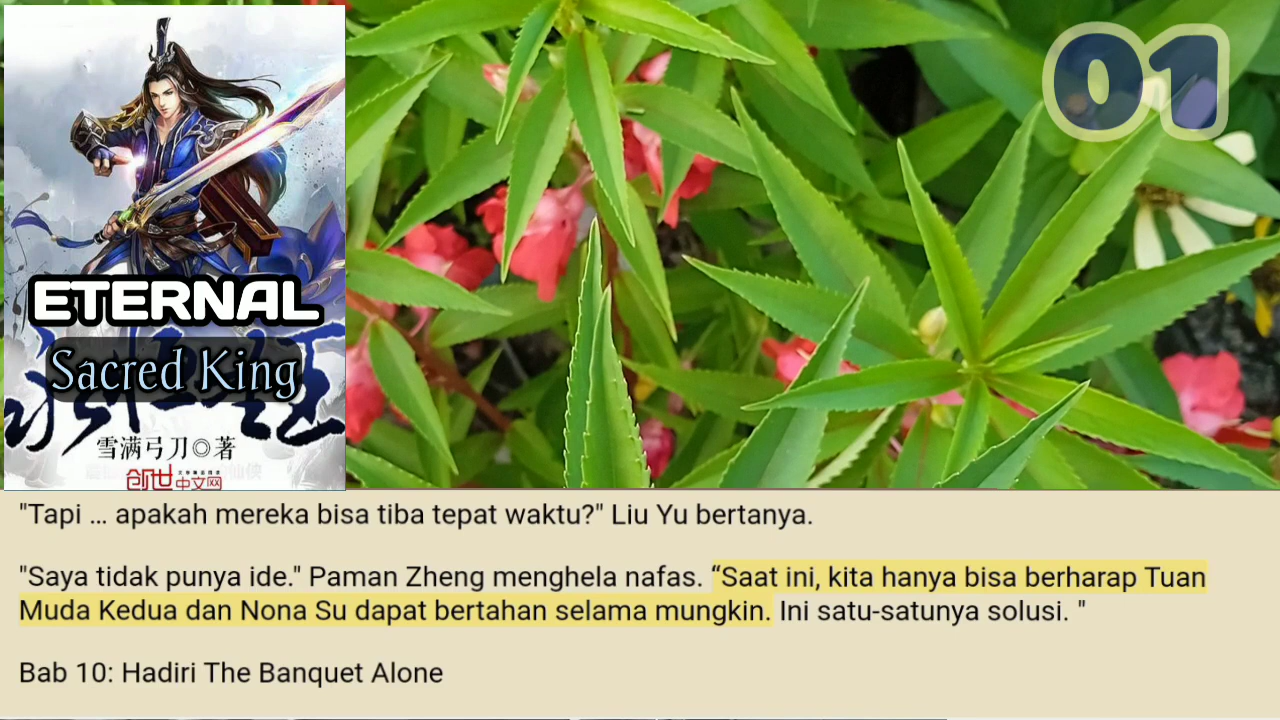 01
ETERNAL
Sacred King
雪满弓刀◎著
创世中文网
"Tapi … apakah mereka bisa tiba tepat waktu?" Liu Yu bertanya.
"Saya tidak punya ide." Paman Zheng menghela nafas. “Saat ini, kita hanya bisa berharap Tuan
Muda Kedua dan Nona Su dapat bertahan selama mungkin. Ini satu-satunya solusi. "
Bab 10: Hadiri The Banquet Alone